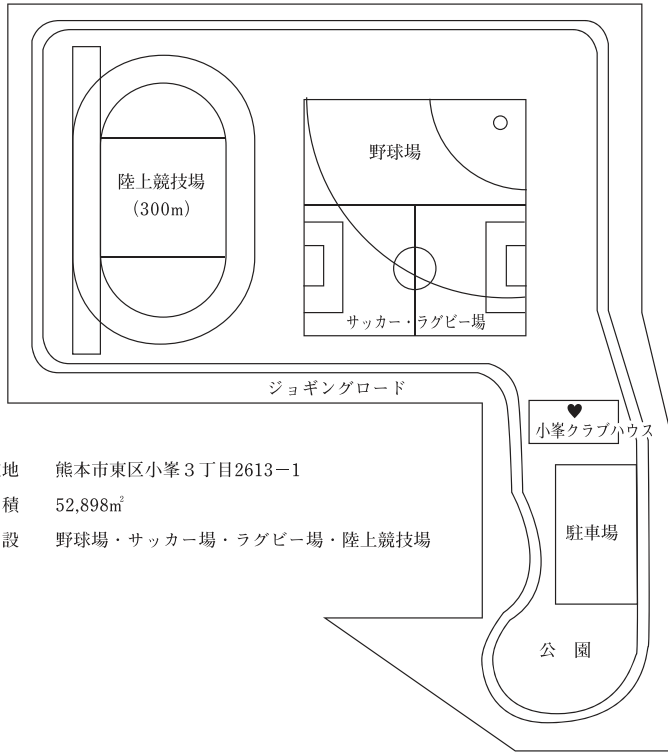 野球場
陸上競技場
(300m)
サッカー・ラグビー場
ジョギングロード
♥
小峯クラブハウス
地 熊本市東区小峯3丁目2613−1
積 52,898㎡
設 野球場・サッカー場・ラグビー場・陸上競技場
駐車場
公 園